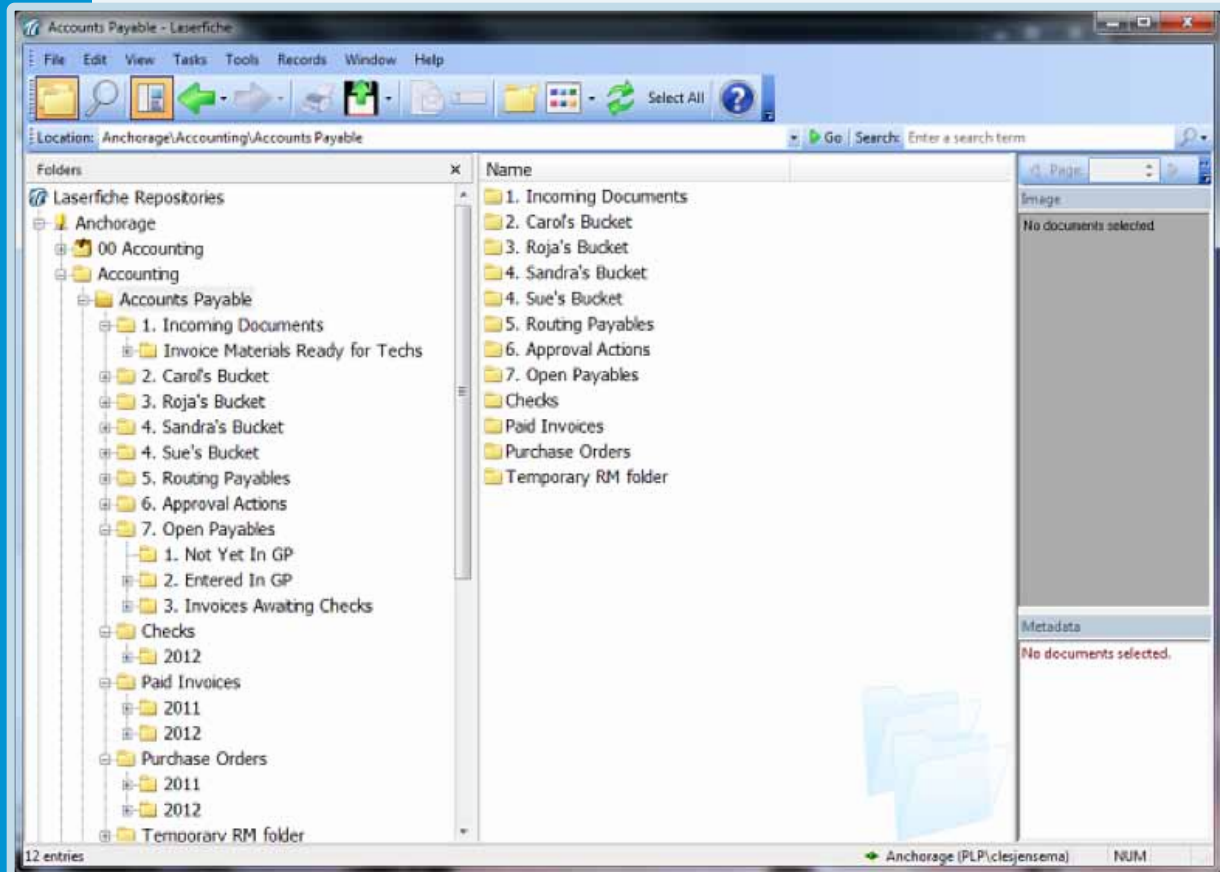 Accounts Payable - Laserfiche
File Edit View Tasks Tools Records Window Help
Select All
Location: Anchorage\Accounting\Accounts Payable Go Search: Enter a search term
Folders x
Laserfiche Repositories
Anchorage
00 Accounting
Accounting
Accounts Payable
1. Incoming Documents
Invoice Materials Ready for Techs
2. Carol's Bucket
3. Roja's Bucket
4. Sandra's Bucket
4. Sue's Bucket
5. Routing Payables
6. Approval Actions
7. Open Payables
1. Not Yet In GP
2. Entered In GP
3. Invoices Awaiting Checks
Checks
2012
Paid Invoices
2011
2012
Purchase Orders
2011
2012
Temporary RM folder
Name
1. Incoming Documents
2. Carol's Bucket
3. Roja's Bucket
4. Sandra's Bucket
4. Sue's Bucket
5. Routing Payables
6. Approval Actions
7. Open Payables
Checks
Paid Invoices
Purchase Orders
Temporary RM folder
Page:
Image
No documents selected
Metadata
No documents selected.
12 entries
Anchorage (PLP\clesjensema) NUM